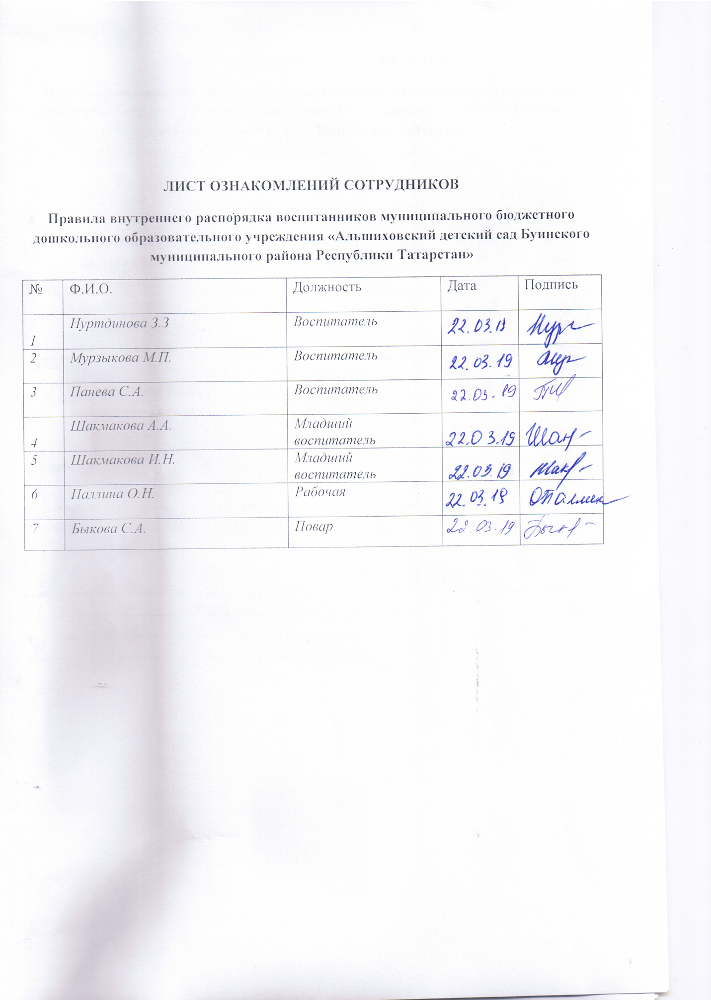 ЛИСТ ОЗНАКОМЛЕНИЙ СОТРУДНИКОВ
Правила внутреннего распорядка воспитанников муниципального бюджетного
дошкольного образовательного учреждения «Альшиховский детский сад Буинского
муниципального района Республики Татарстан»
№ Ф.И.О. Должность Дата Подпись
1 Нуртдинова З.З Воспитатель 22.03.19
2 Мурзыкова М.П. Воспитатель 22.03.19
3 Панева С.А. Воспитатель 22.03.19
4 Шакмакова А.А. Младший
воспитатель 22.03.19
5 Шакмакова И.Н. Младший
воспитатель 22.03.19
6 Паллина О.Н. Рабочая 22.03.19
7 Быкова С.А. Повар 22.03.19